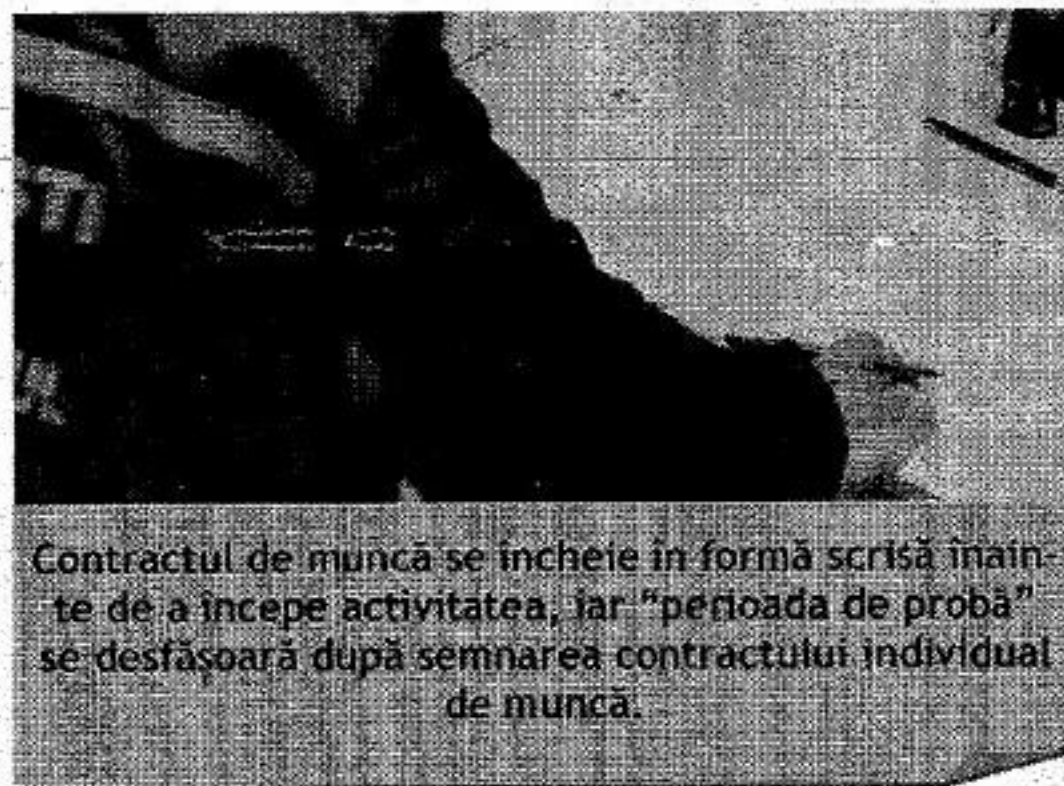 Contractul de muncă se încheie în formă scrisă înain-
te de a începe activitatea, iar "perioada de probă"
se desfășoară după semnarea contractului individual
de muncă.